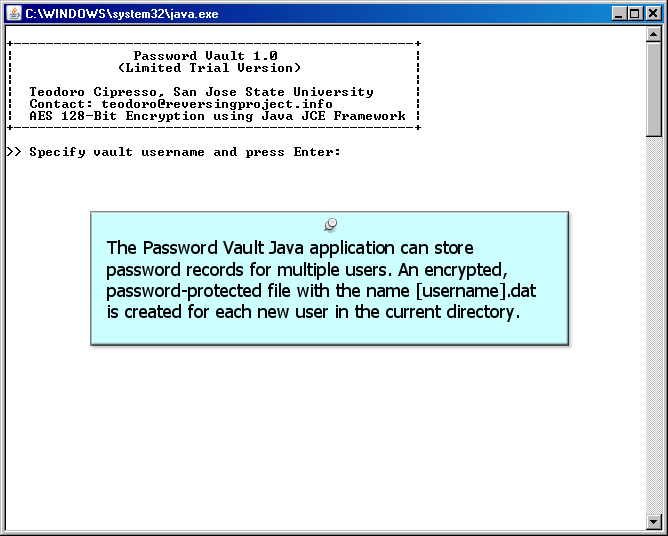 C:\WINDOWS\system32\java.exe
Password Vault 1.0
(Limited Trial Version)
Teodoro Cipresso, San Jose State University
Contact: teodoro@reversingproject.info
AES 128-Bit Encryption using Java JCE Framework
>> Specify vault username and press Enter:
The Password Vault Java application can store
password records for multiple users. An encrypted,
password-protected file with the name [username].dat
is created for each new user in the current directory.